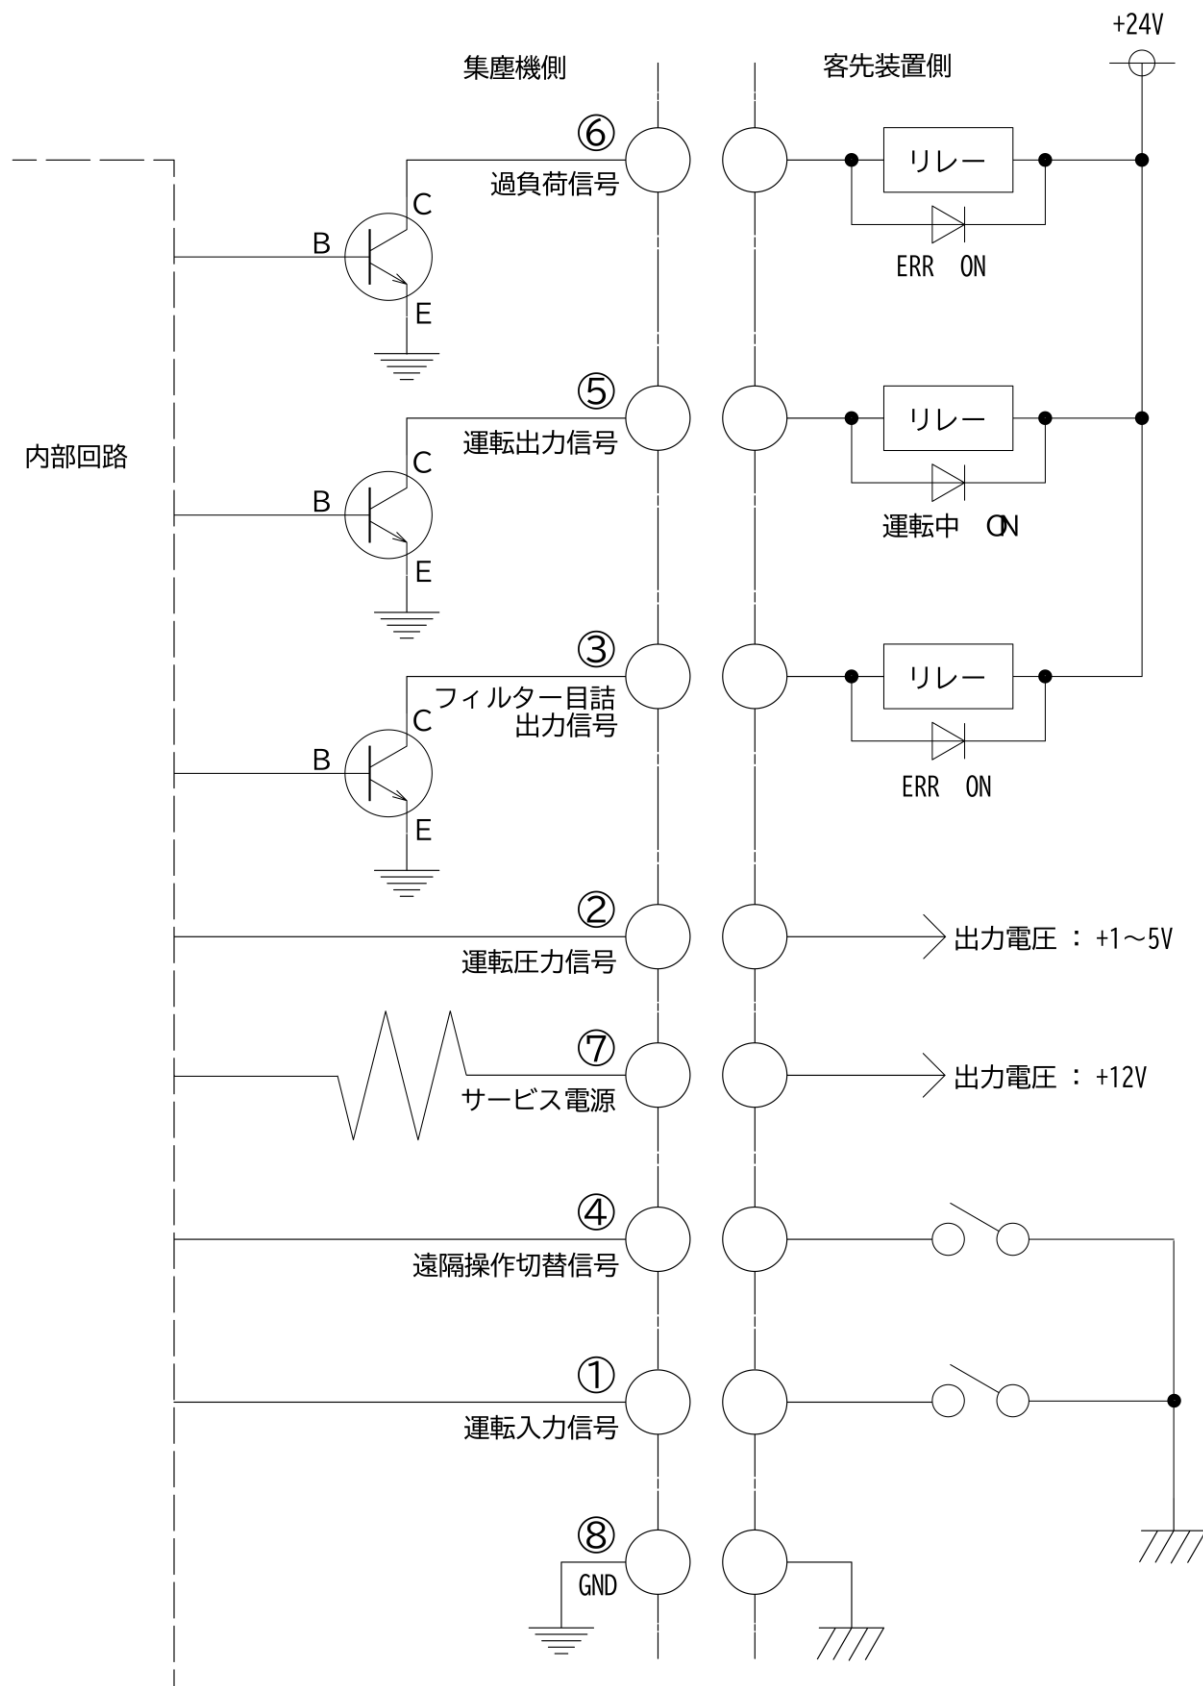 +24V
集塵機側
客先装置側
⑥
過負荷信号
リレー
C
B
E
ERR ON
⑤
運転出力信号
リレー
内部回路
C
B
E
運転中 ON
③
フィルター目詰
出力信号
リレー
C
B
E
ERR ON
②
運転圧力信号
出力電圧 : +1～5V
⑦
サービス電源
出力電圧 : +12V
④
遠隔操作切替信号
①
運転入力信号
⑧
GND